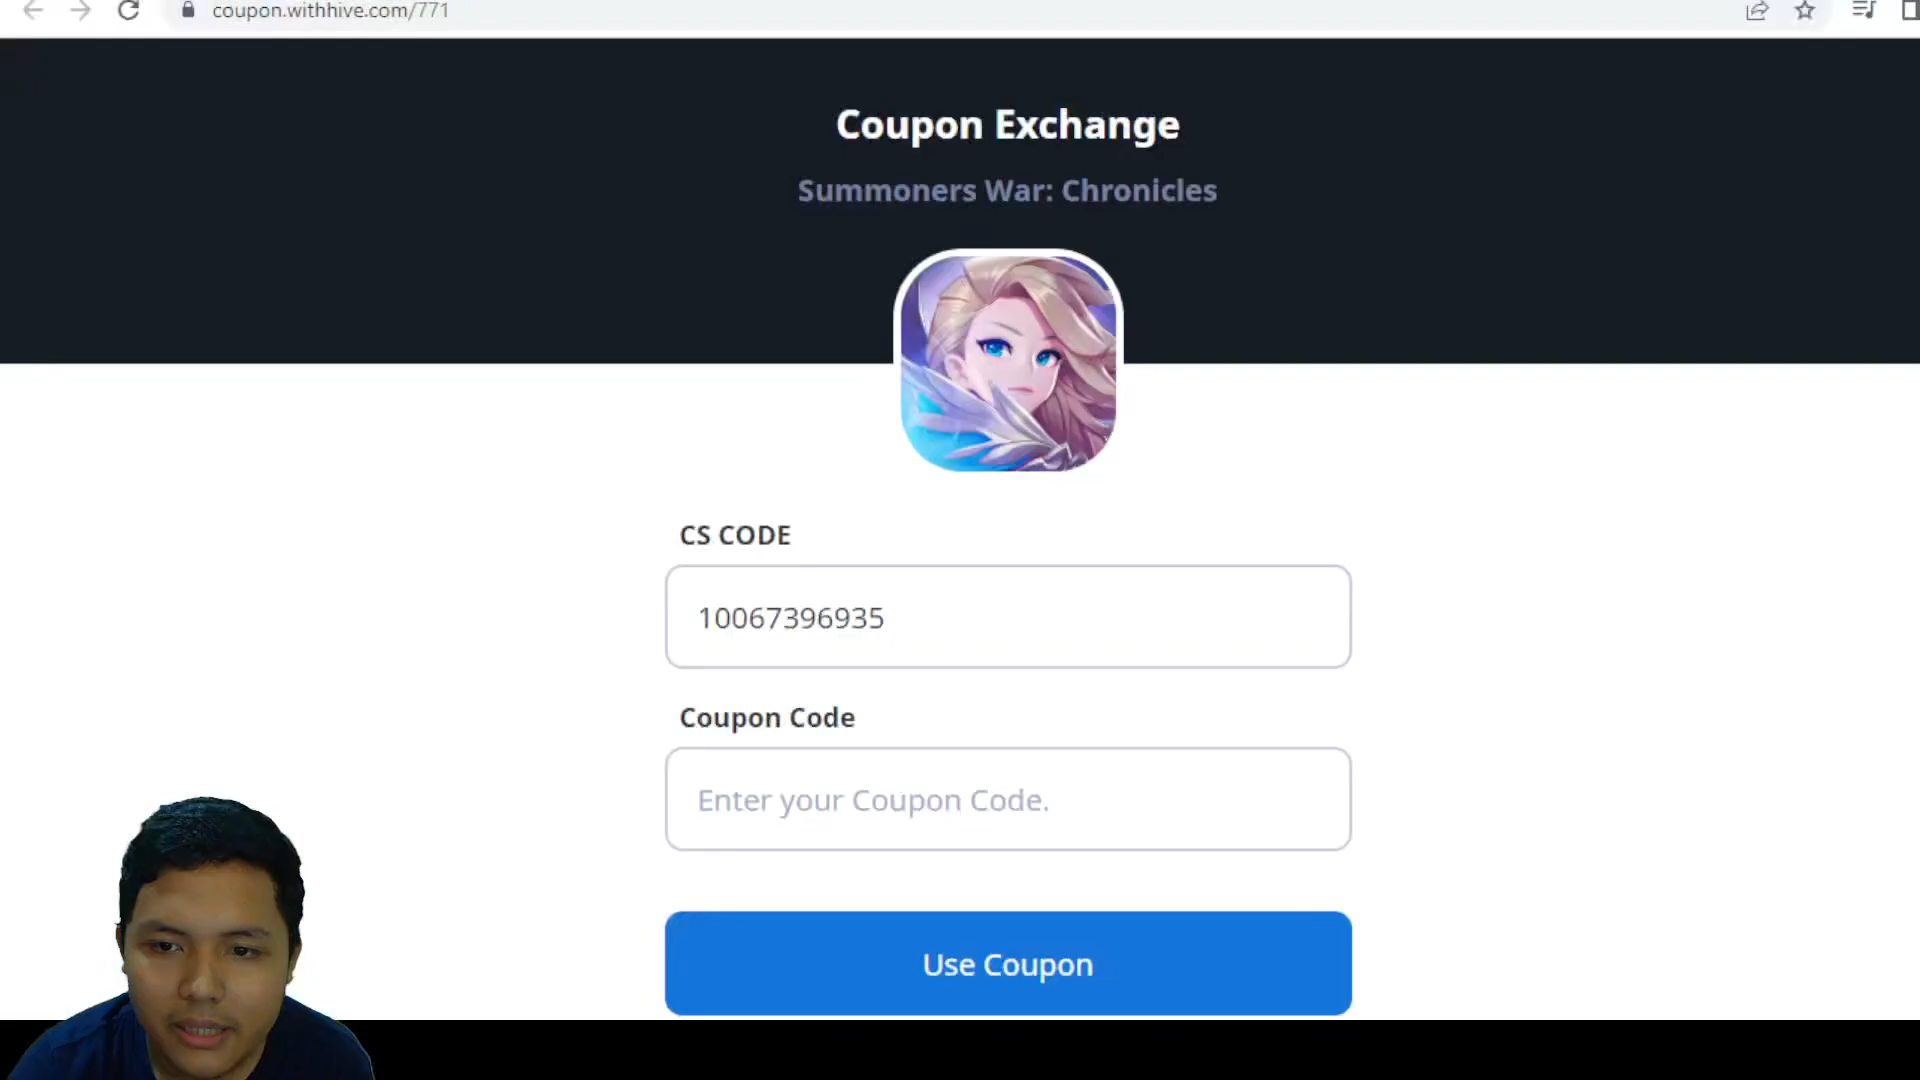 coupon.withhive.com/771
Coupon Exchange
Summoners War: Chronicles
CS CODE
10067396935
Coupon Code
Enter your Coupon Code.
Use Coupon